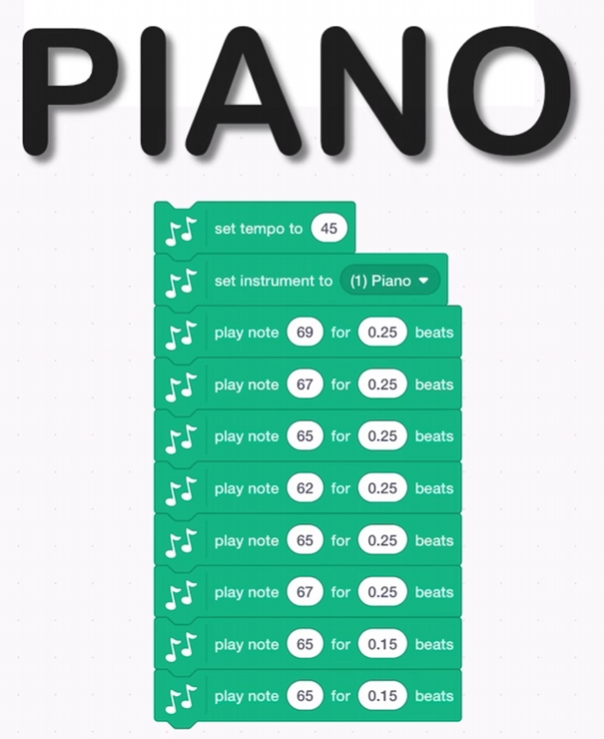 PIANO
set tempo to 45
set instrument to (1) Piano
play note 69 for 0.25 beats
play note 67 for 0.25 beats
play note 65 for 0.25 beats
play note 62 for 0.25 beats
play note 65 for 0.25 beats
play note 67 for 0.25 beats
play note 65 for 0.15 beats
play note 65 for 0.15 beats